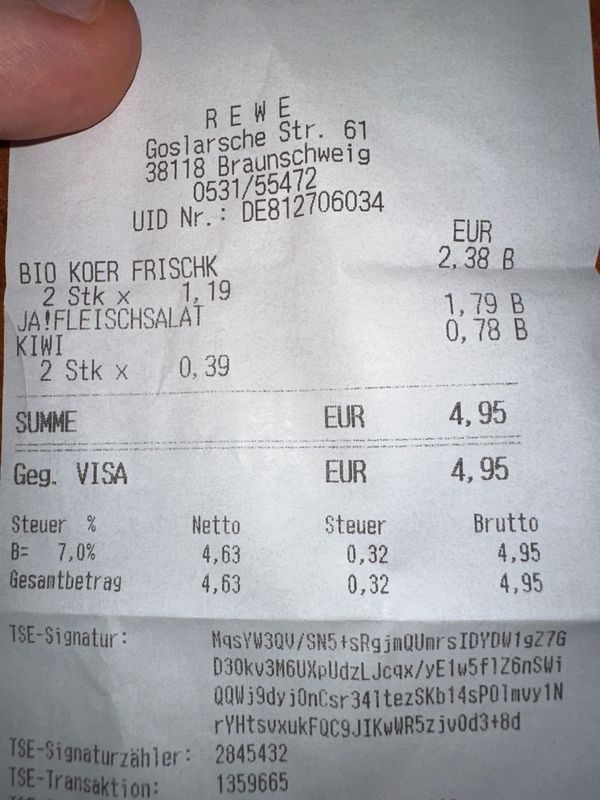 R E W E
Goslarsche Str. 61
38118 Braunschweig
0531/55472
UID Nr.: DE812706034
EUR
BIO KOER FRISCHK 2,38 B
2 Stk x 1,19
JA!FLEISCHSALAT 1,79 B
KIWI 0,78 B
2 Stk x 0,39
SUMME EUR 4,95
Geg. VISA EUR 4,95
Steuer % Netto Steuer Brutto
B= 7,0% 4,63 0,32 4,95
Gesamtbetrag 4,63 0,32 4,95
TSE-Signatur: MqsYW3QV/SN5+sRgjmQUmrsIDYDW1gZ7G
D3Okv3M6UXpUdzLJcqx/yE1w5flZ6nSWi
QQWj9dyjOnCsr341tezSKb14sPO1mvy1N
rYHtsvxukFQC9JIKwWR5zjvOd3+8d
TSE-Signaturzähler: 2845432
TSE-Transaktion: 1359665